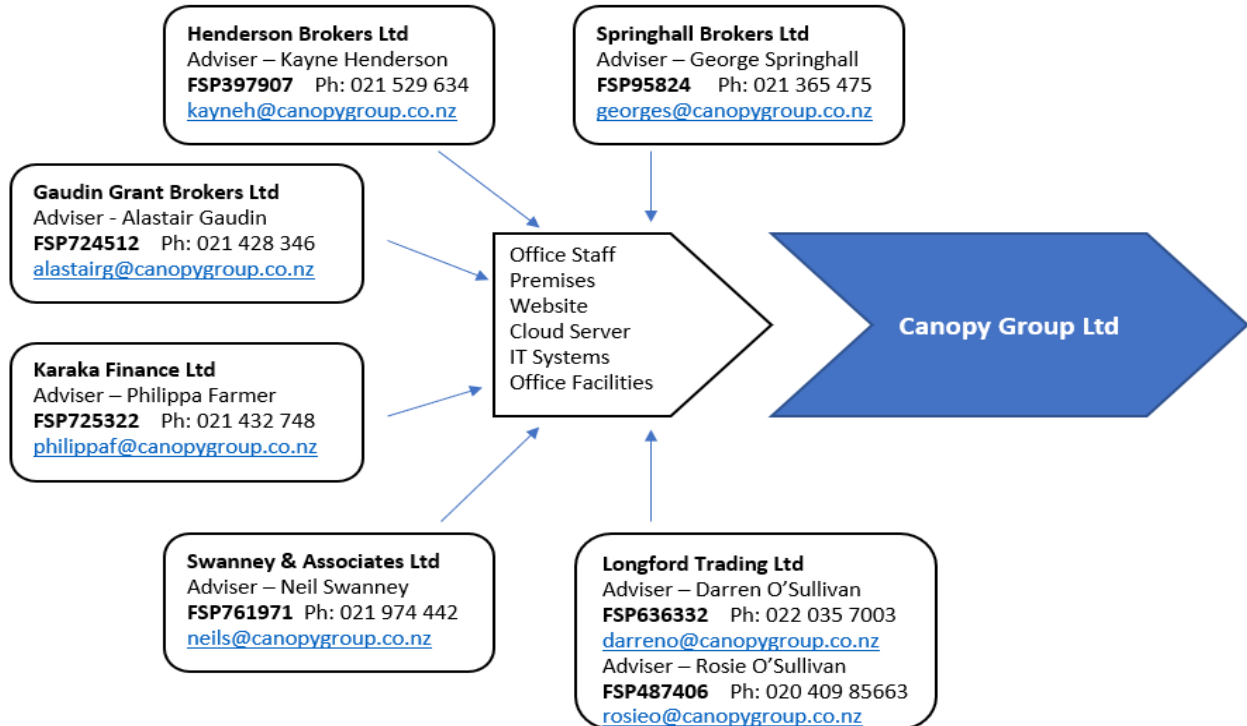 Henderson Brokers Ltd
Adviser – Kayne Henderson
FSP397907 Ph: 021 529 634
kayneh@canopygroup.co.nz
Springhall Brokers Ltd
Adviser – George Springhall
FSP95824 Ph: 021 365 475
georges@canopygroup.co.nz
Gaudin Grant Brokers Ltd
Adviser - Alastair Gaudin
FSP724512 Ph: 021 428 346
alastairg@canopygroup.co.nz
Office Staff
Premises
Website
Cloud Server
IT Systems
Office Facilities
Canopy Group Ltd
Karaka Finance Ltd
Adviser – Philippa Farmer
FSP725322 Ph: 021 432 748
philippaf@canopygroup.co.nz
Swanney & Associates Ltd
Adviser – Neil Swanney
FSP761971 Ph: 021 974 442
neils@canopygroup.co.nz
Longford Trading Ltd
Adviser – Darren O’Sullivan
FSP636332 Ph: 022 035 7003
darreno@canopygroup.co.nz
Adviser – Rosie O’Sullivan
FSP487406 Ph: 020 409 85663
rosieo@canopygroup.co.nz